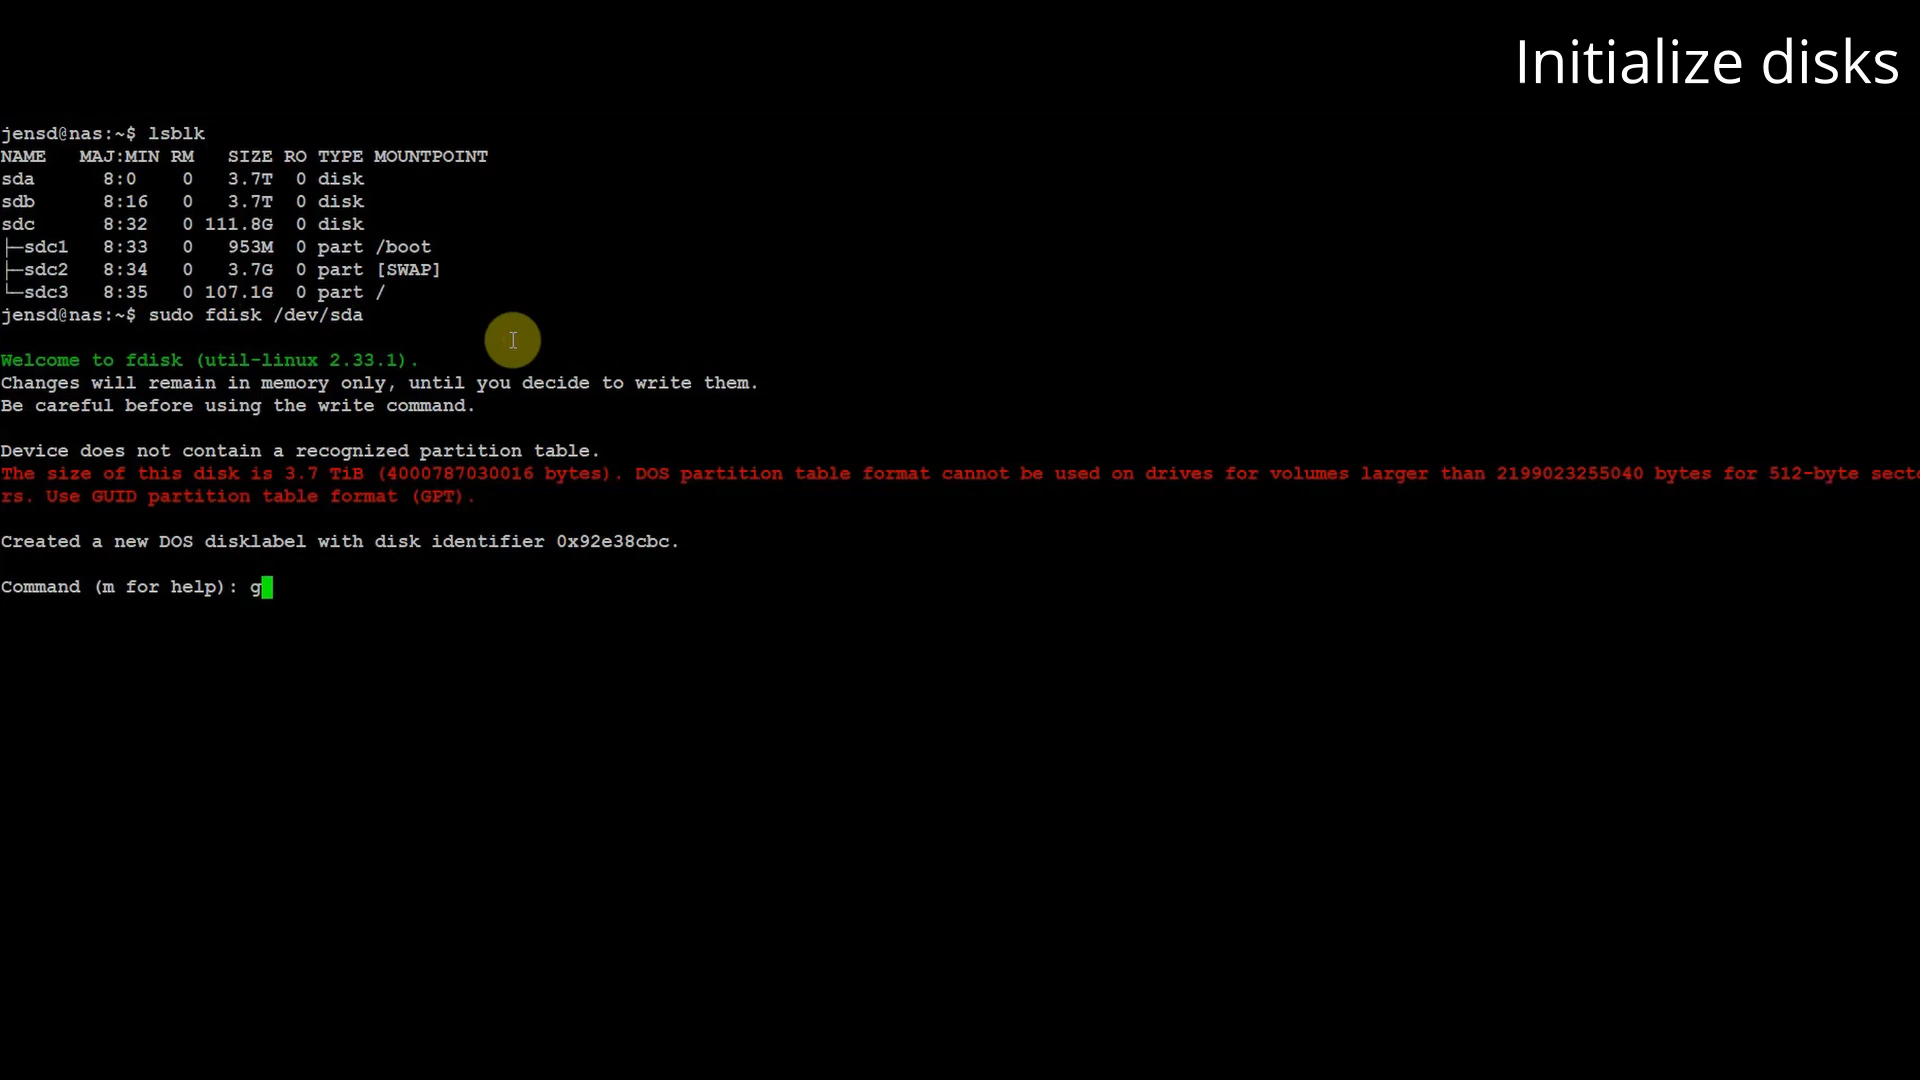 Initialize disks
jensd@nas:~$ lsblk
NAME   MAJ:MIN RM   SIZE RO TYPE MOUNTPOINT
sda      8:0    0   3.7T  0 disk
sdb      8:16   0   3.7T  0 disk
sdc      8:32   0 111.8G  0 disk
├─sdc1   8:33   0   953M  0 part /boot
├─sdc2   8:34   0   3.7G  0 part [SWAP]
└─sdc3   8:35   0 107.1G  0 part /
jensd@nas:~$ sudo fdisk /dev/sda
Welcome to fdisk (util-linux 2.33.1).
Changes will remain in memory only, until you decide to write them.
Be careful before using the write command.
Device does not contain a recognized partition table.
The size of this disk is 3.7 TiB (4000787030016 bytes). DOS partition table format cannot be used on drives for volumes larger than 2199023255040 bytes for 512-byte secto
rs. Use GUID partition table format (GPT).
Created a new DOS disklabel with disk identifier 0x92e38cbc.
Command (m for help): g